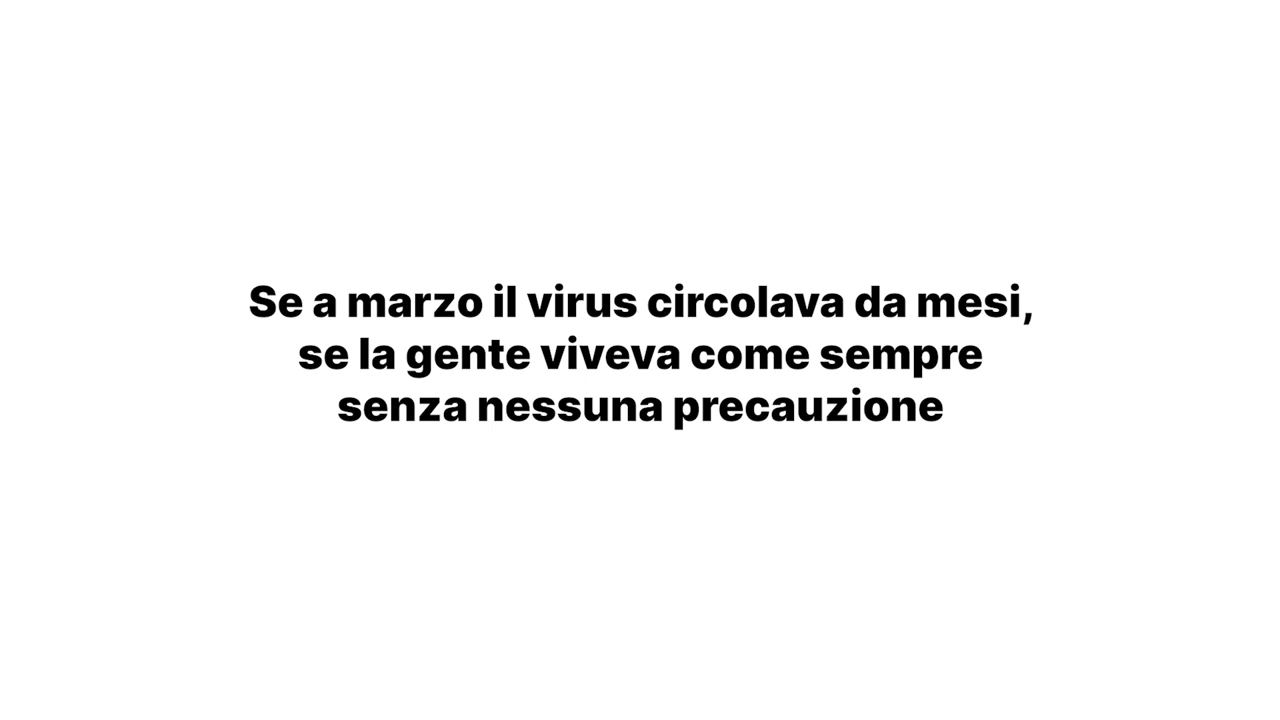 Se a marzo il virus circolava da mesi,
se la gente viveva come sempre
senza nessuna precauzione